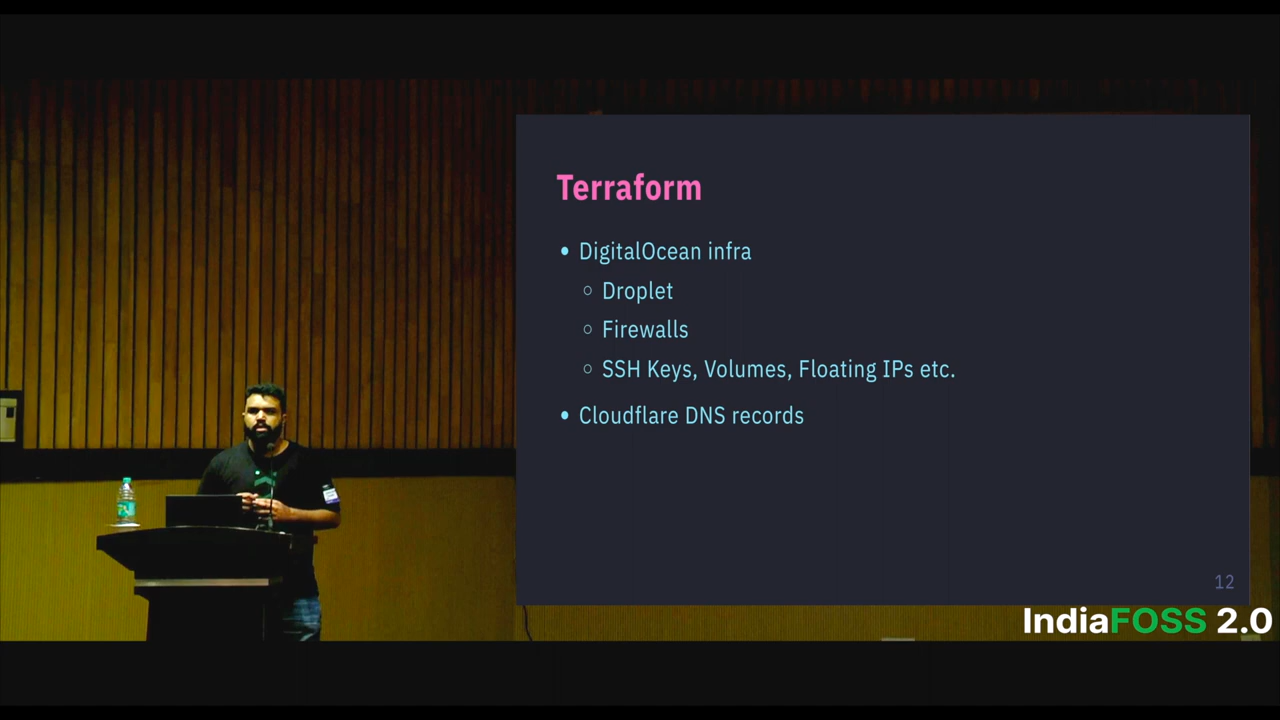 Terraform
• DigitalOcean infra
○ Droplet
○ Firewalls
○ SSH Keys, Volumes, Floating IPs etc.
• Cloudflare DNS records
12
IndiaFOSS 2.0